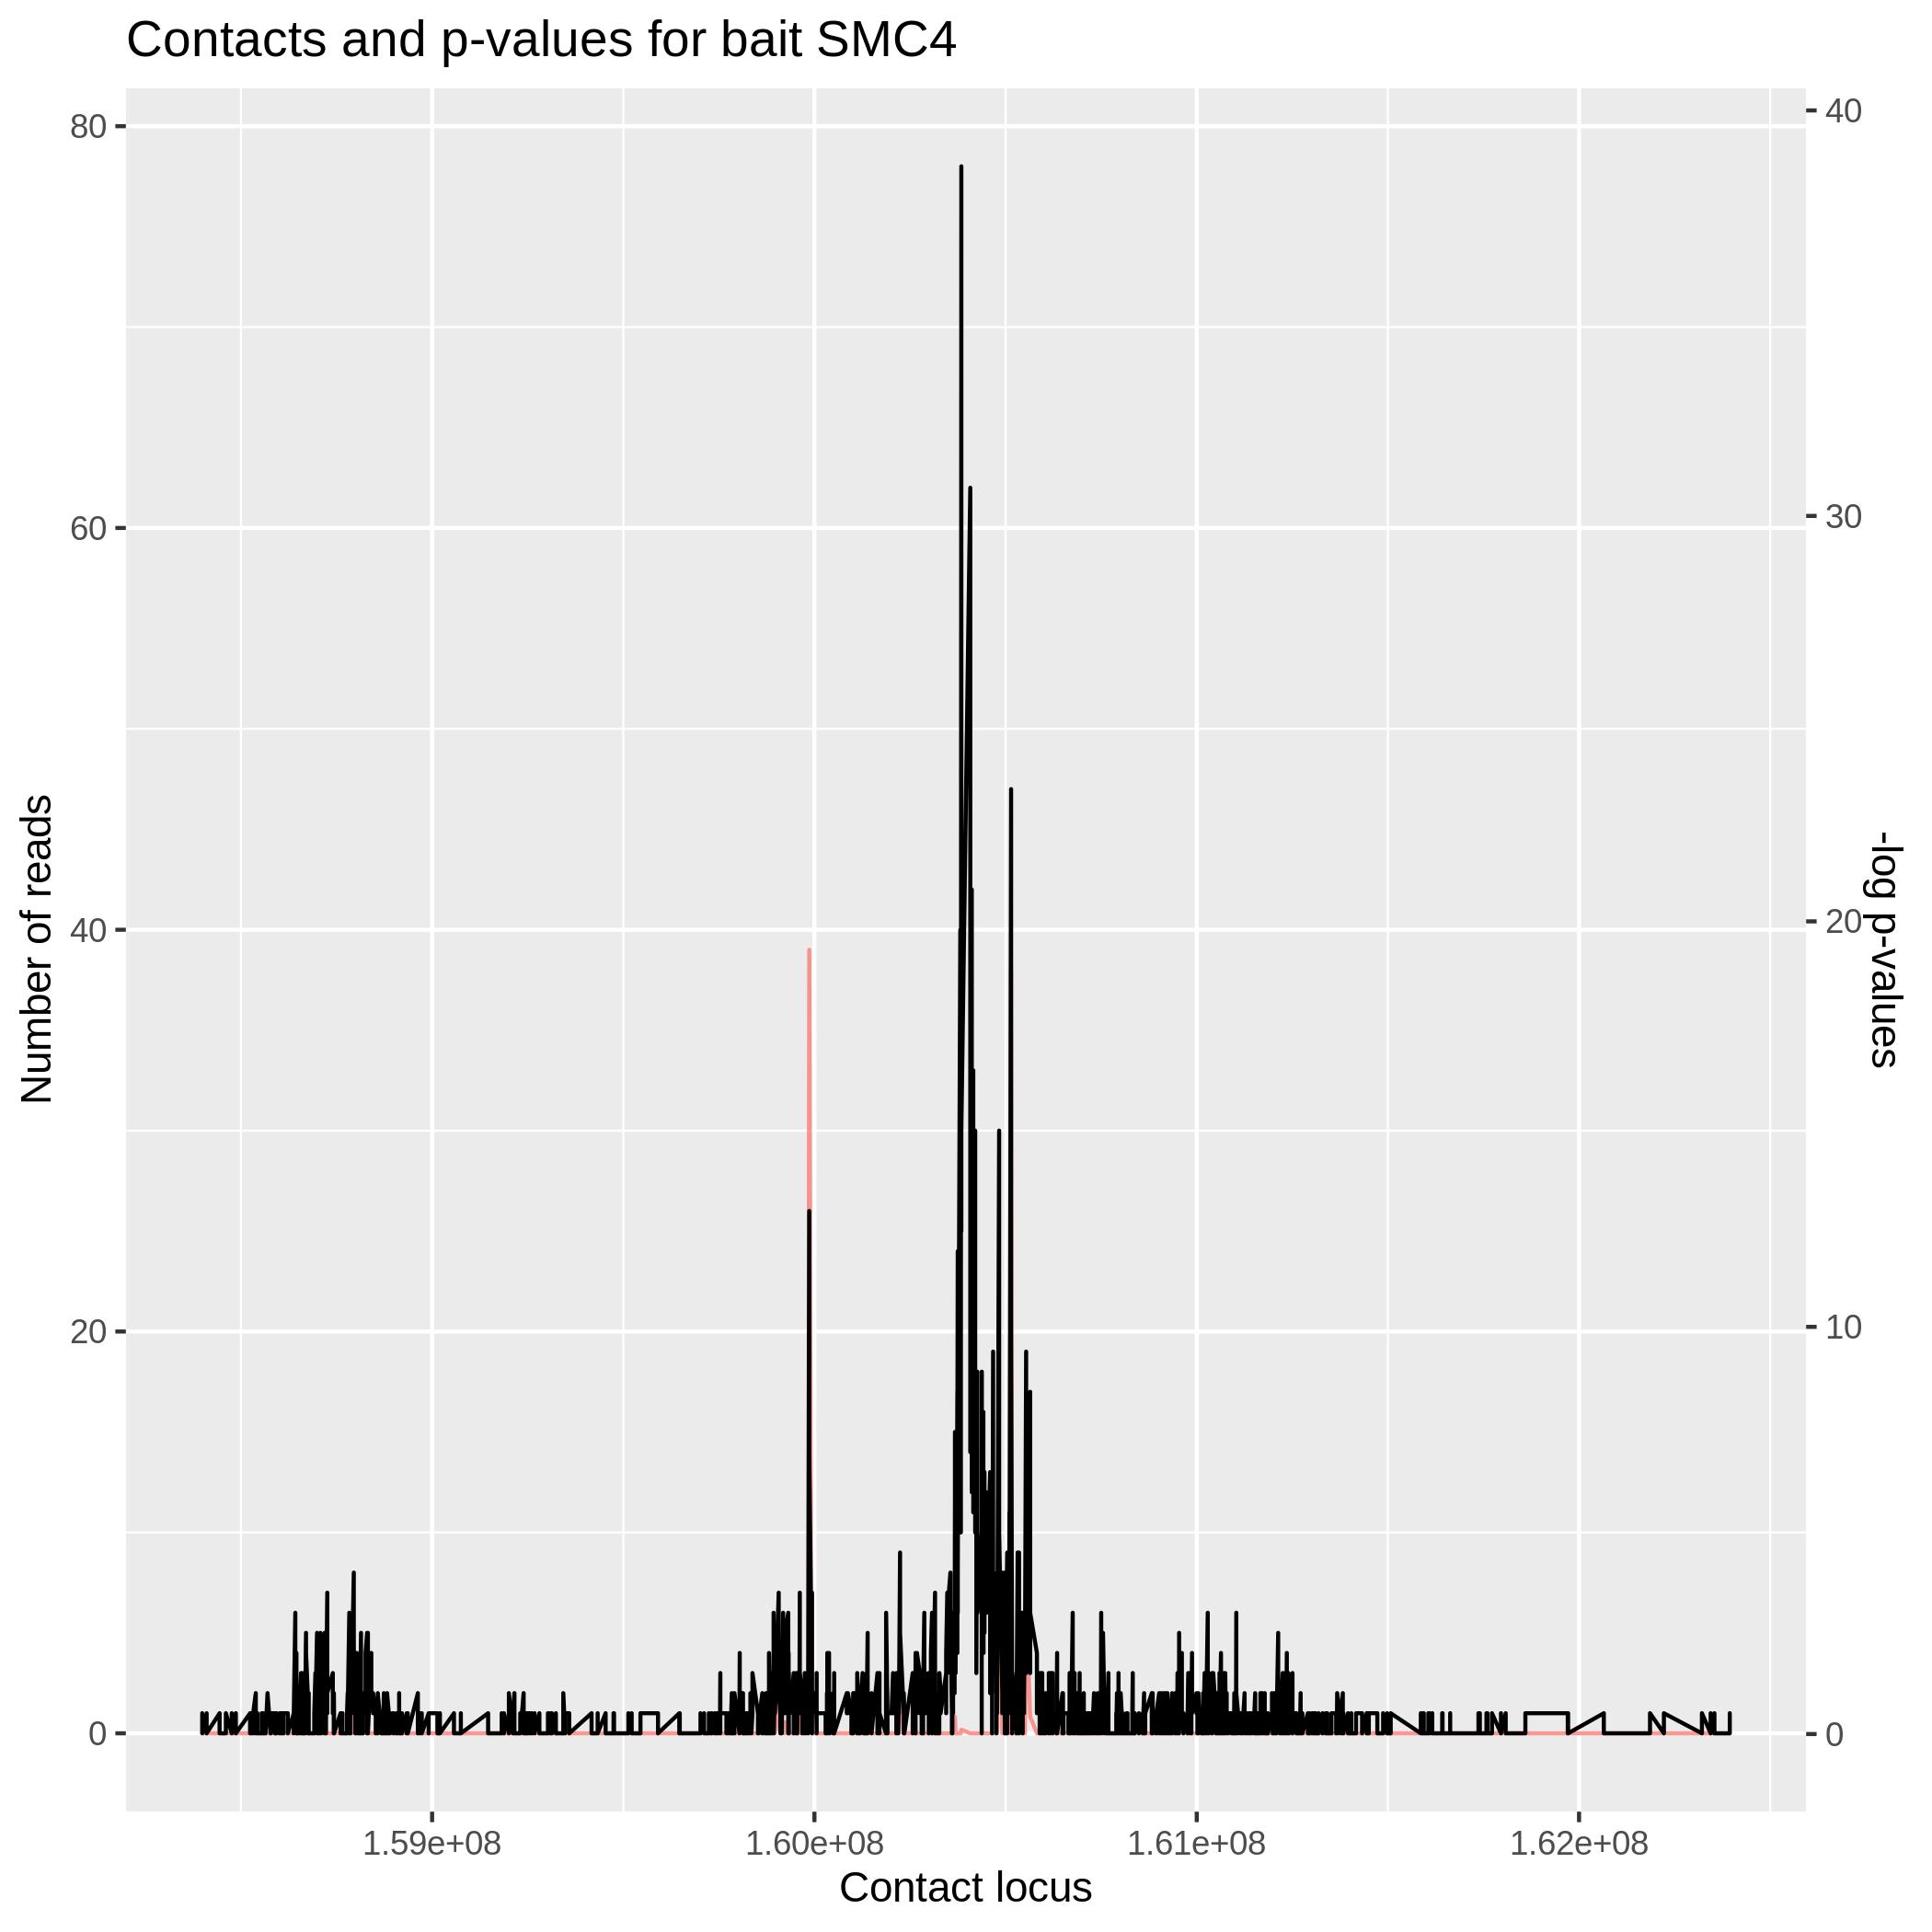 Contacts and p-values for bait SMC4
80
60
40
20
0
Number of reads
40
30
20
10
0
-log p-values
1.59e+08 1.60e+08 1.61e+08 1.62e+08
Contact locus